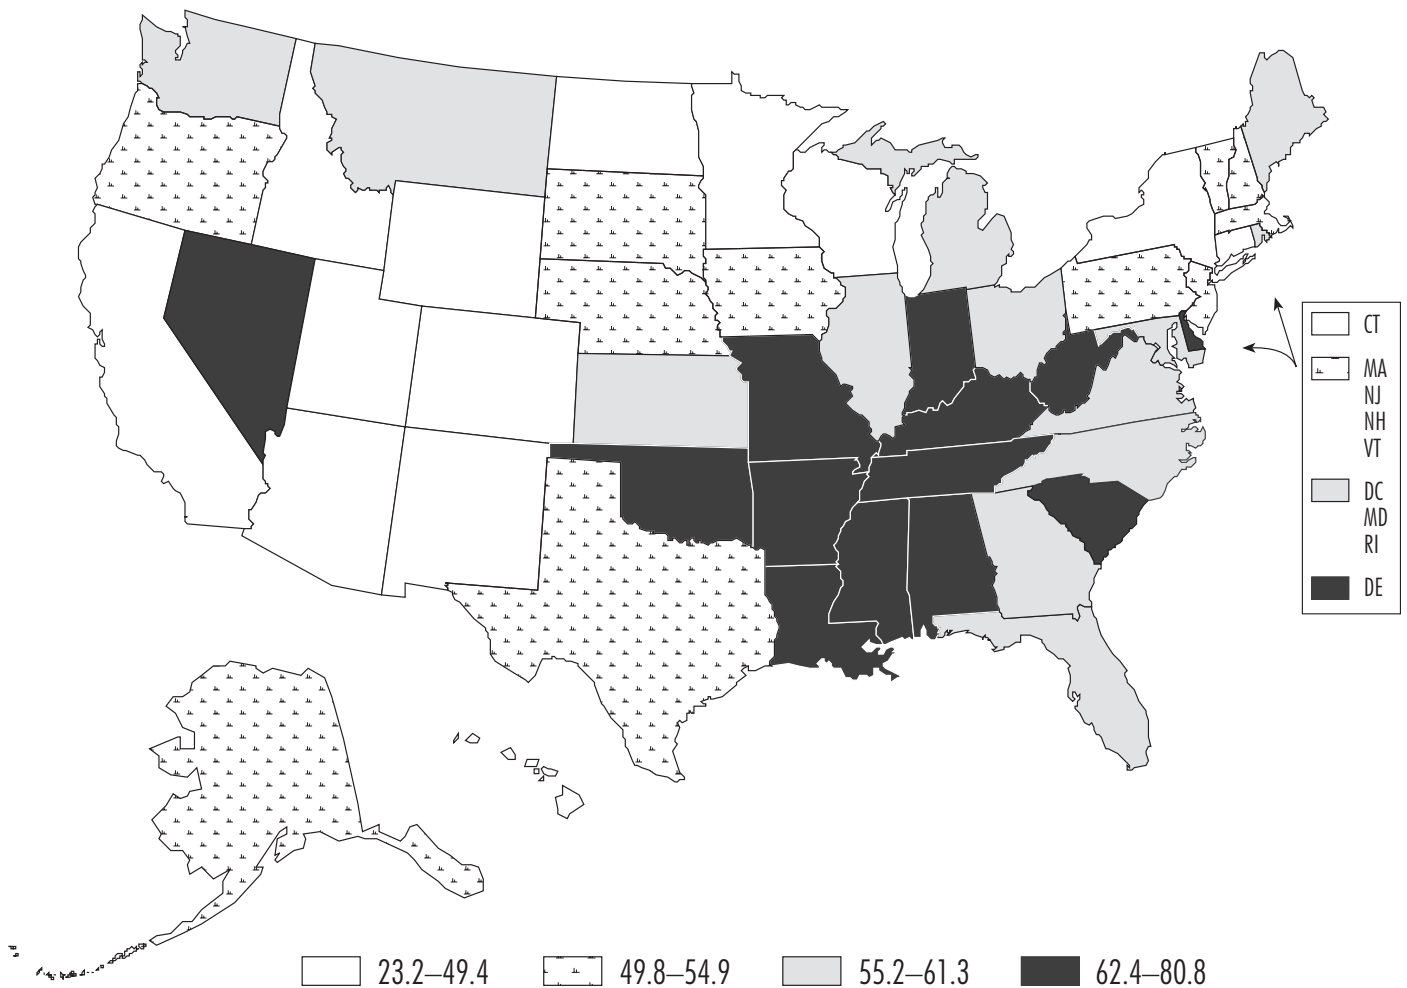 CT
MA
NJ
NH
VT
DC
MD
RI
DE
23.2–49.4 49.8–54.9 55.2–61.3 62.4–80.8